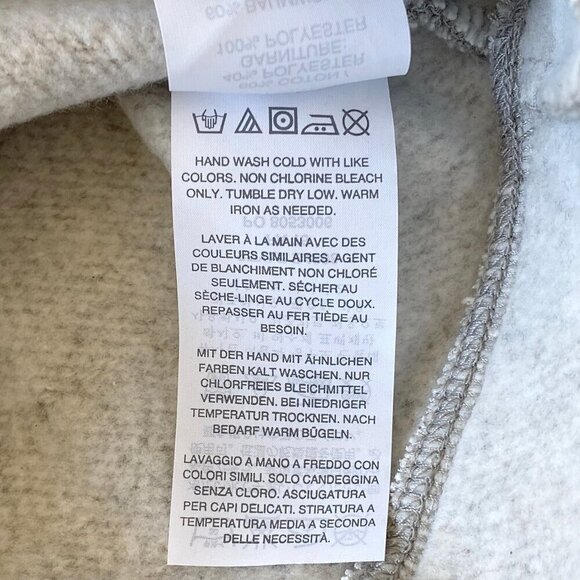 HAND WASH COLD WITH LIKE
COLORS. NON CHLORINE BLEACH
ONLY. TUMBLE DRY LOW. WARM
IRON AS NEEDED.
LAVER À LA MAIN AVEC DES
COULEURS SIMILAIRES. AGENT
DE BLANCHIMENT NON CHLORÉ
SEULEMENT. SÉCHER AU
SÈCHE-LINGE AU CYCLE DOUX.
REPASSER AU FER TIÈDE AU
BESOIN.
MIT DER HAND MIT ÄHNLICHEN
FARBEN KALT WASCHEN. NUR
CHLORFREIES BLEICHMITTEL
VERWENDEN. BEI NIEDRIGER
TEMPERATUR TROCKNEN. NACH
BEDARF WARM BÜGELN.
LAVAGGIO A MANO A FREDDO CON
COLORI SIMILI. SOLO CANDEGGINA
SENZA CLORO. ASCIUGATURA
PER CAPI DELICATI. STIRATURA A
TEMPERATURA MEDIA A SECONDA
DELLE NECESSITÀ.